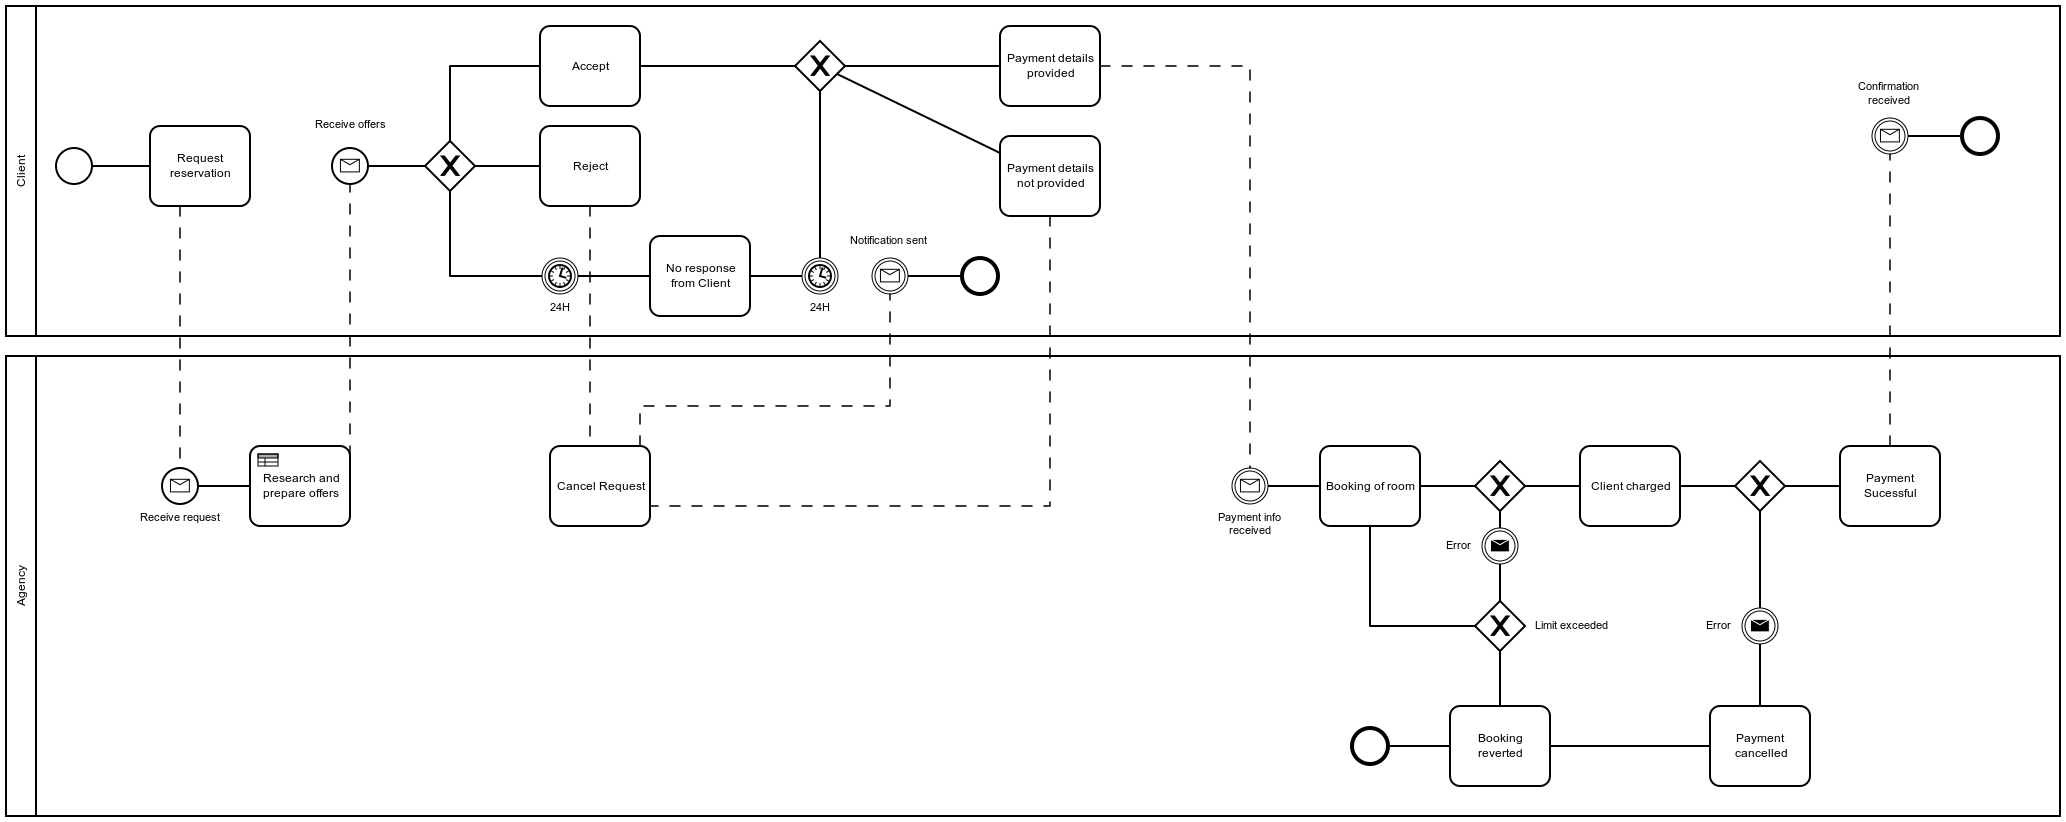 Client
Request
reservation
Receive offers
Accept
Reject
24H
No response
from Client
24H
Notification sent
Payment details
provided
Payment details
not provided
Confirmation
received
Agency
Receive request
Research and
prepare offers
Cancel Request
Payment info
received
Booking of room
Error
Limit exceeded
Client charged
Error
Payment
Sucessful
Booking
reverted
Payment
cancelled